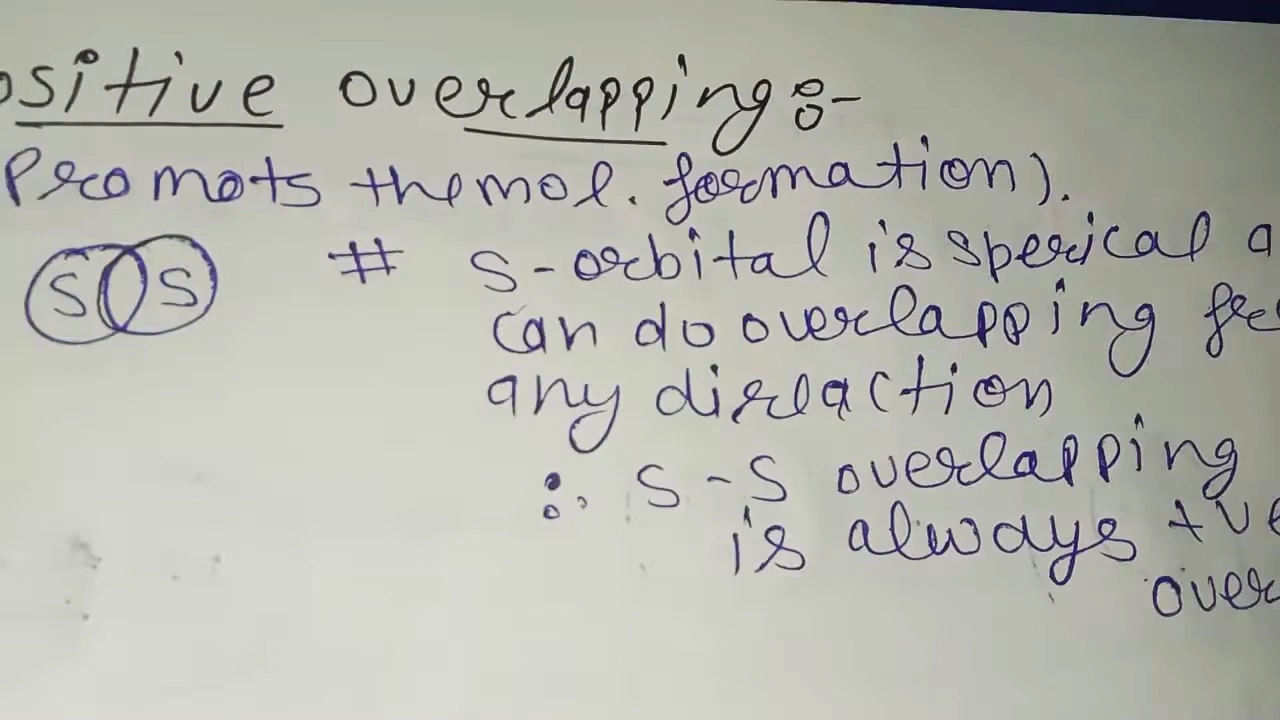 ositive overlapping :-
Promots the mol. formation).
S S # S-orbital is sperical a
can do overlapping
any dirlaction
∴ S-S overlapping
is always +ve
over